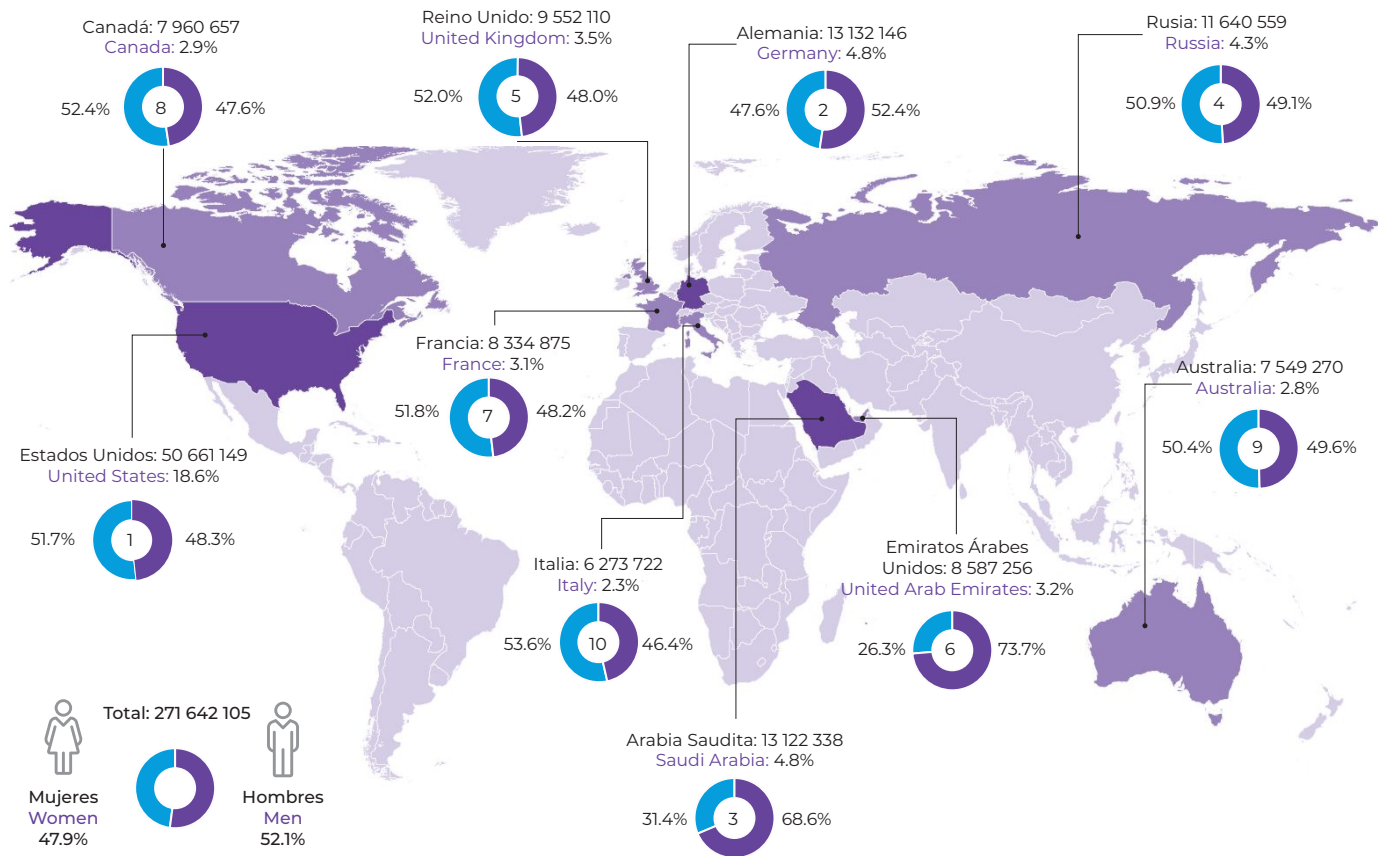 Canadá: 7 960 657
Canada: 2.9%
52.4%
8
47.6%
Reino Unido: 9 552 110
United Kingdom: 3.5%
52.0%
5
48.0%
Alemania: 13 132 146
Germany: 4.8%
47.6%
2
52.4%
Rusia: 11 640 559
Russia: 4.3%
50.9%
4
49.1%
Francia: 8 334 875
France: 3.1%
51.8%
7
48.2%
Australia: 7 549 270
Australia: 2.8%
50.4%
9
49.6%
Estados Unidos: 50 661 149
United States: 18.6%
51.7%
1
48.3%
Italia: 6 273 722
Italy: 2.3%
53.6%
10
46.4%
Emiratos Árabes
Unidos: 8 587 256
United Arab Emirates: 3.2%
26.3%
6
73.7%
Arabia Saudita: 13 122 338
Saudi Arabia: 4.8%
31.4%
3
68.6%
Total: 271 642 105
Mujeres
Women
47.9%
Hombres
Men
52.1%